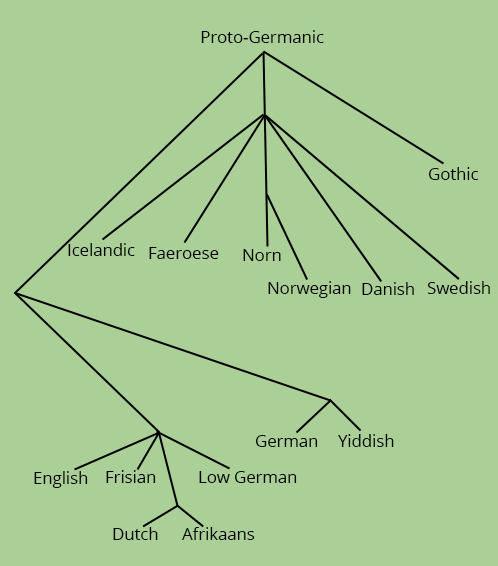 Proto-Germanic
Gothic
Icelandic
Faeroese
Norn
Norwegian
Danish
Swedish
German
Yiddish
English
Frisian
Low German
Dutch
Afrikaans